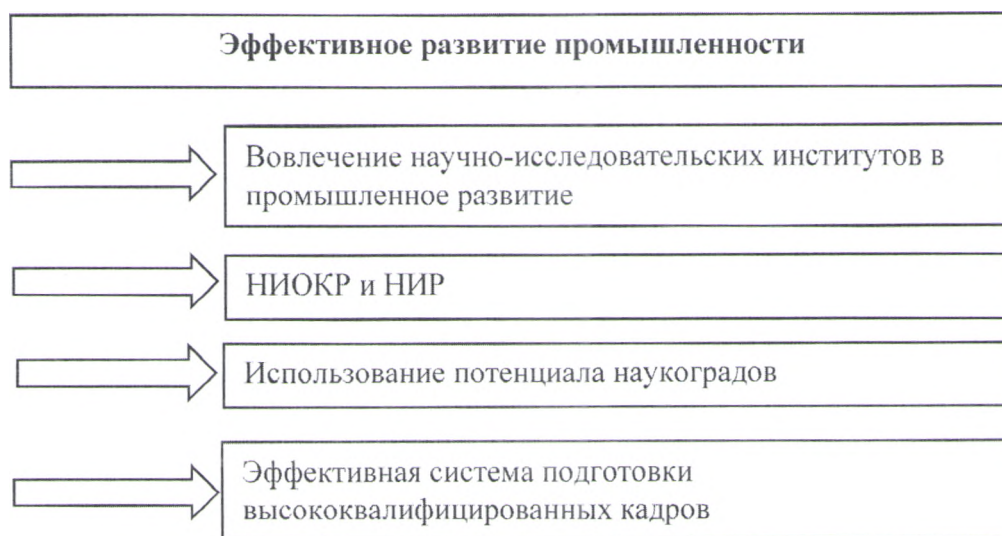 Эффективное развитие промышленности
Вовлечение научно-исследовательских институтов в
промышленное развитие
НИОКР и НИР
Использование потенциала наукоградов
Эффективная система подготовки
высококвалифицированных кадров